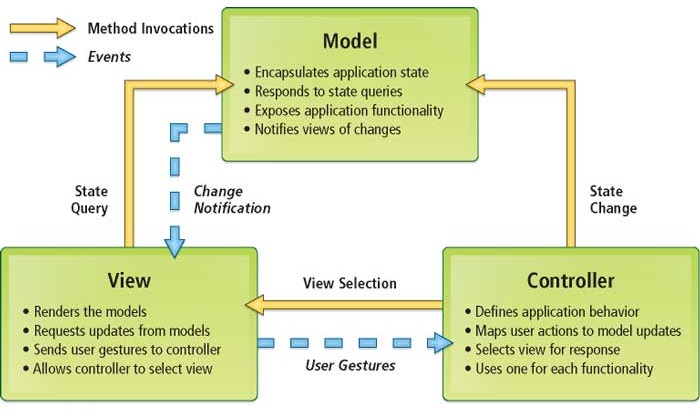 Method Invocations
Events
Model
• Encapsulates application state
• Responds to state queries
• Exposes application functionality
• Notifies views of changes
State
Query
Change
Notification
State
Change
View
• Renders the models
• Requests updates from models
• Sends user gestures to controller
• Allows controller to select view
View Selection
User Gestures
Controller
• Defines application behavior
• Maps user actions to model updates
• Selects view for response
• Uses one for each functionality